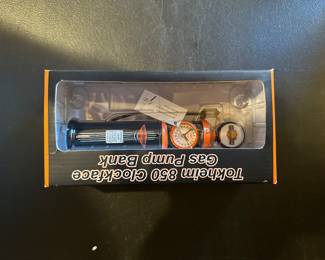 Tokheim 850 Clockface
Gas Pump Bank